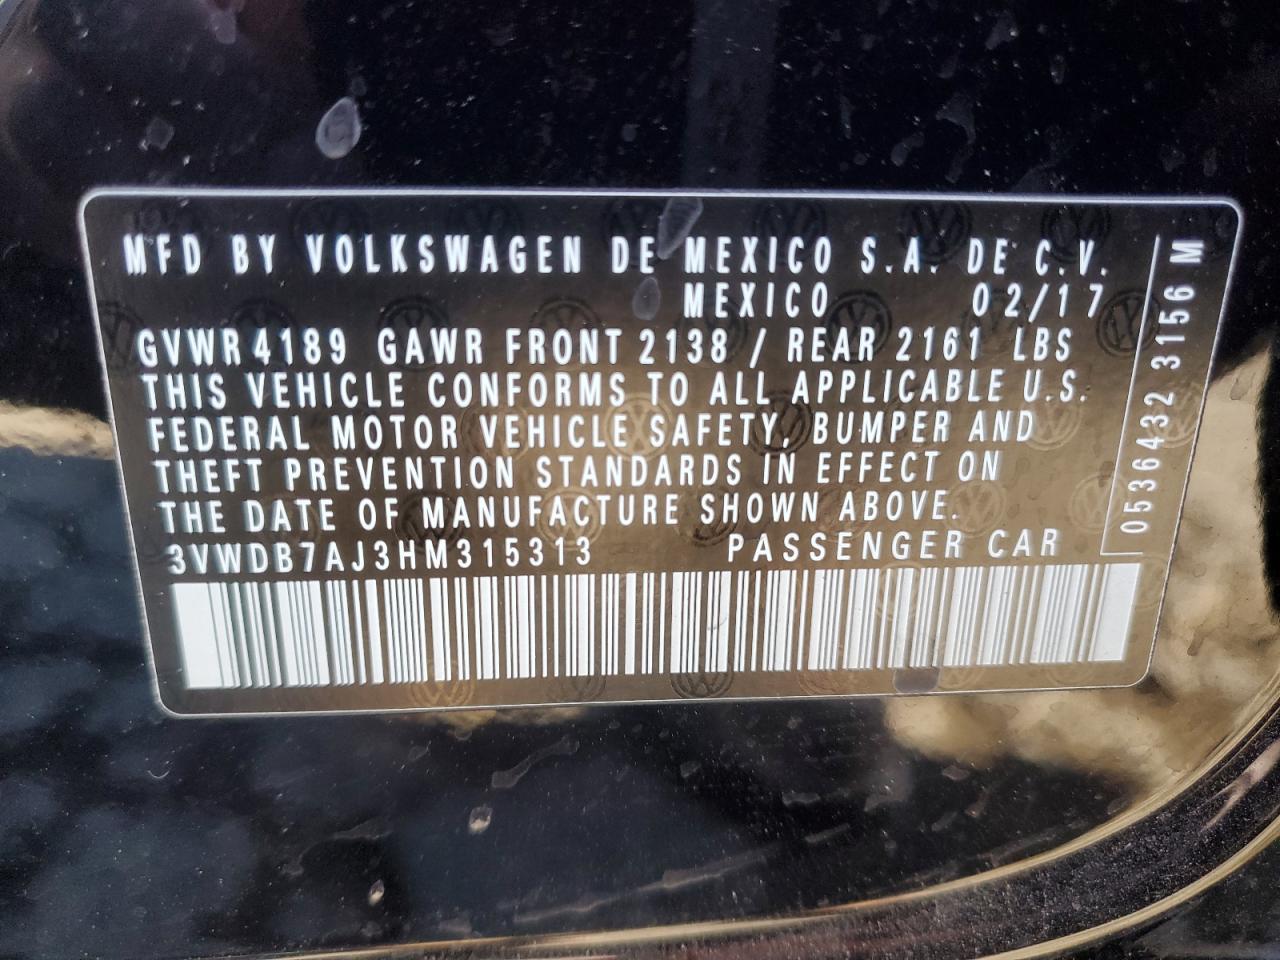 MFD BY VOLKSWAGEN DE MEXICO S.A. DE C.V.
MEXICO 02/17
GVWR 4189 GAWR FRONT 2138 / REAR 2161 LBS
THIS VEHICLE CONFORMS TO ALL APPLICABLE U.S.
FEDERAL MOTOR VEHICLE SAFETY, BUMPER AND
THEFT PREVENTION STANDARDS IN EFFECT ON
THE DATE OF MANUFACTURE SHOWN ABOVE.
3VWDB7AJ3HM315313 PASSENGER CAR
0536432 3156 M